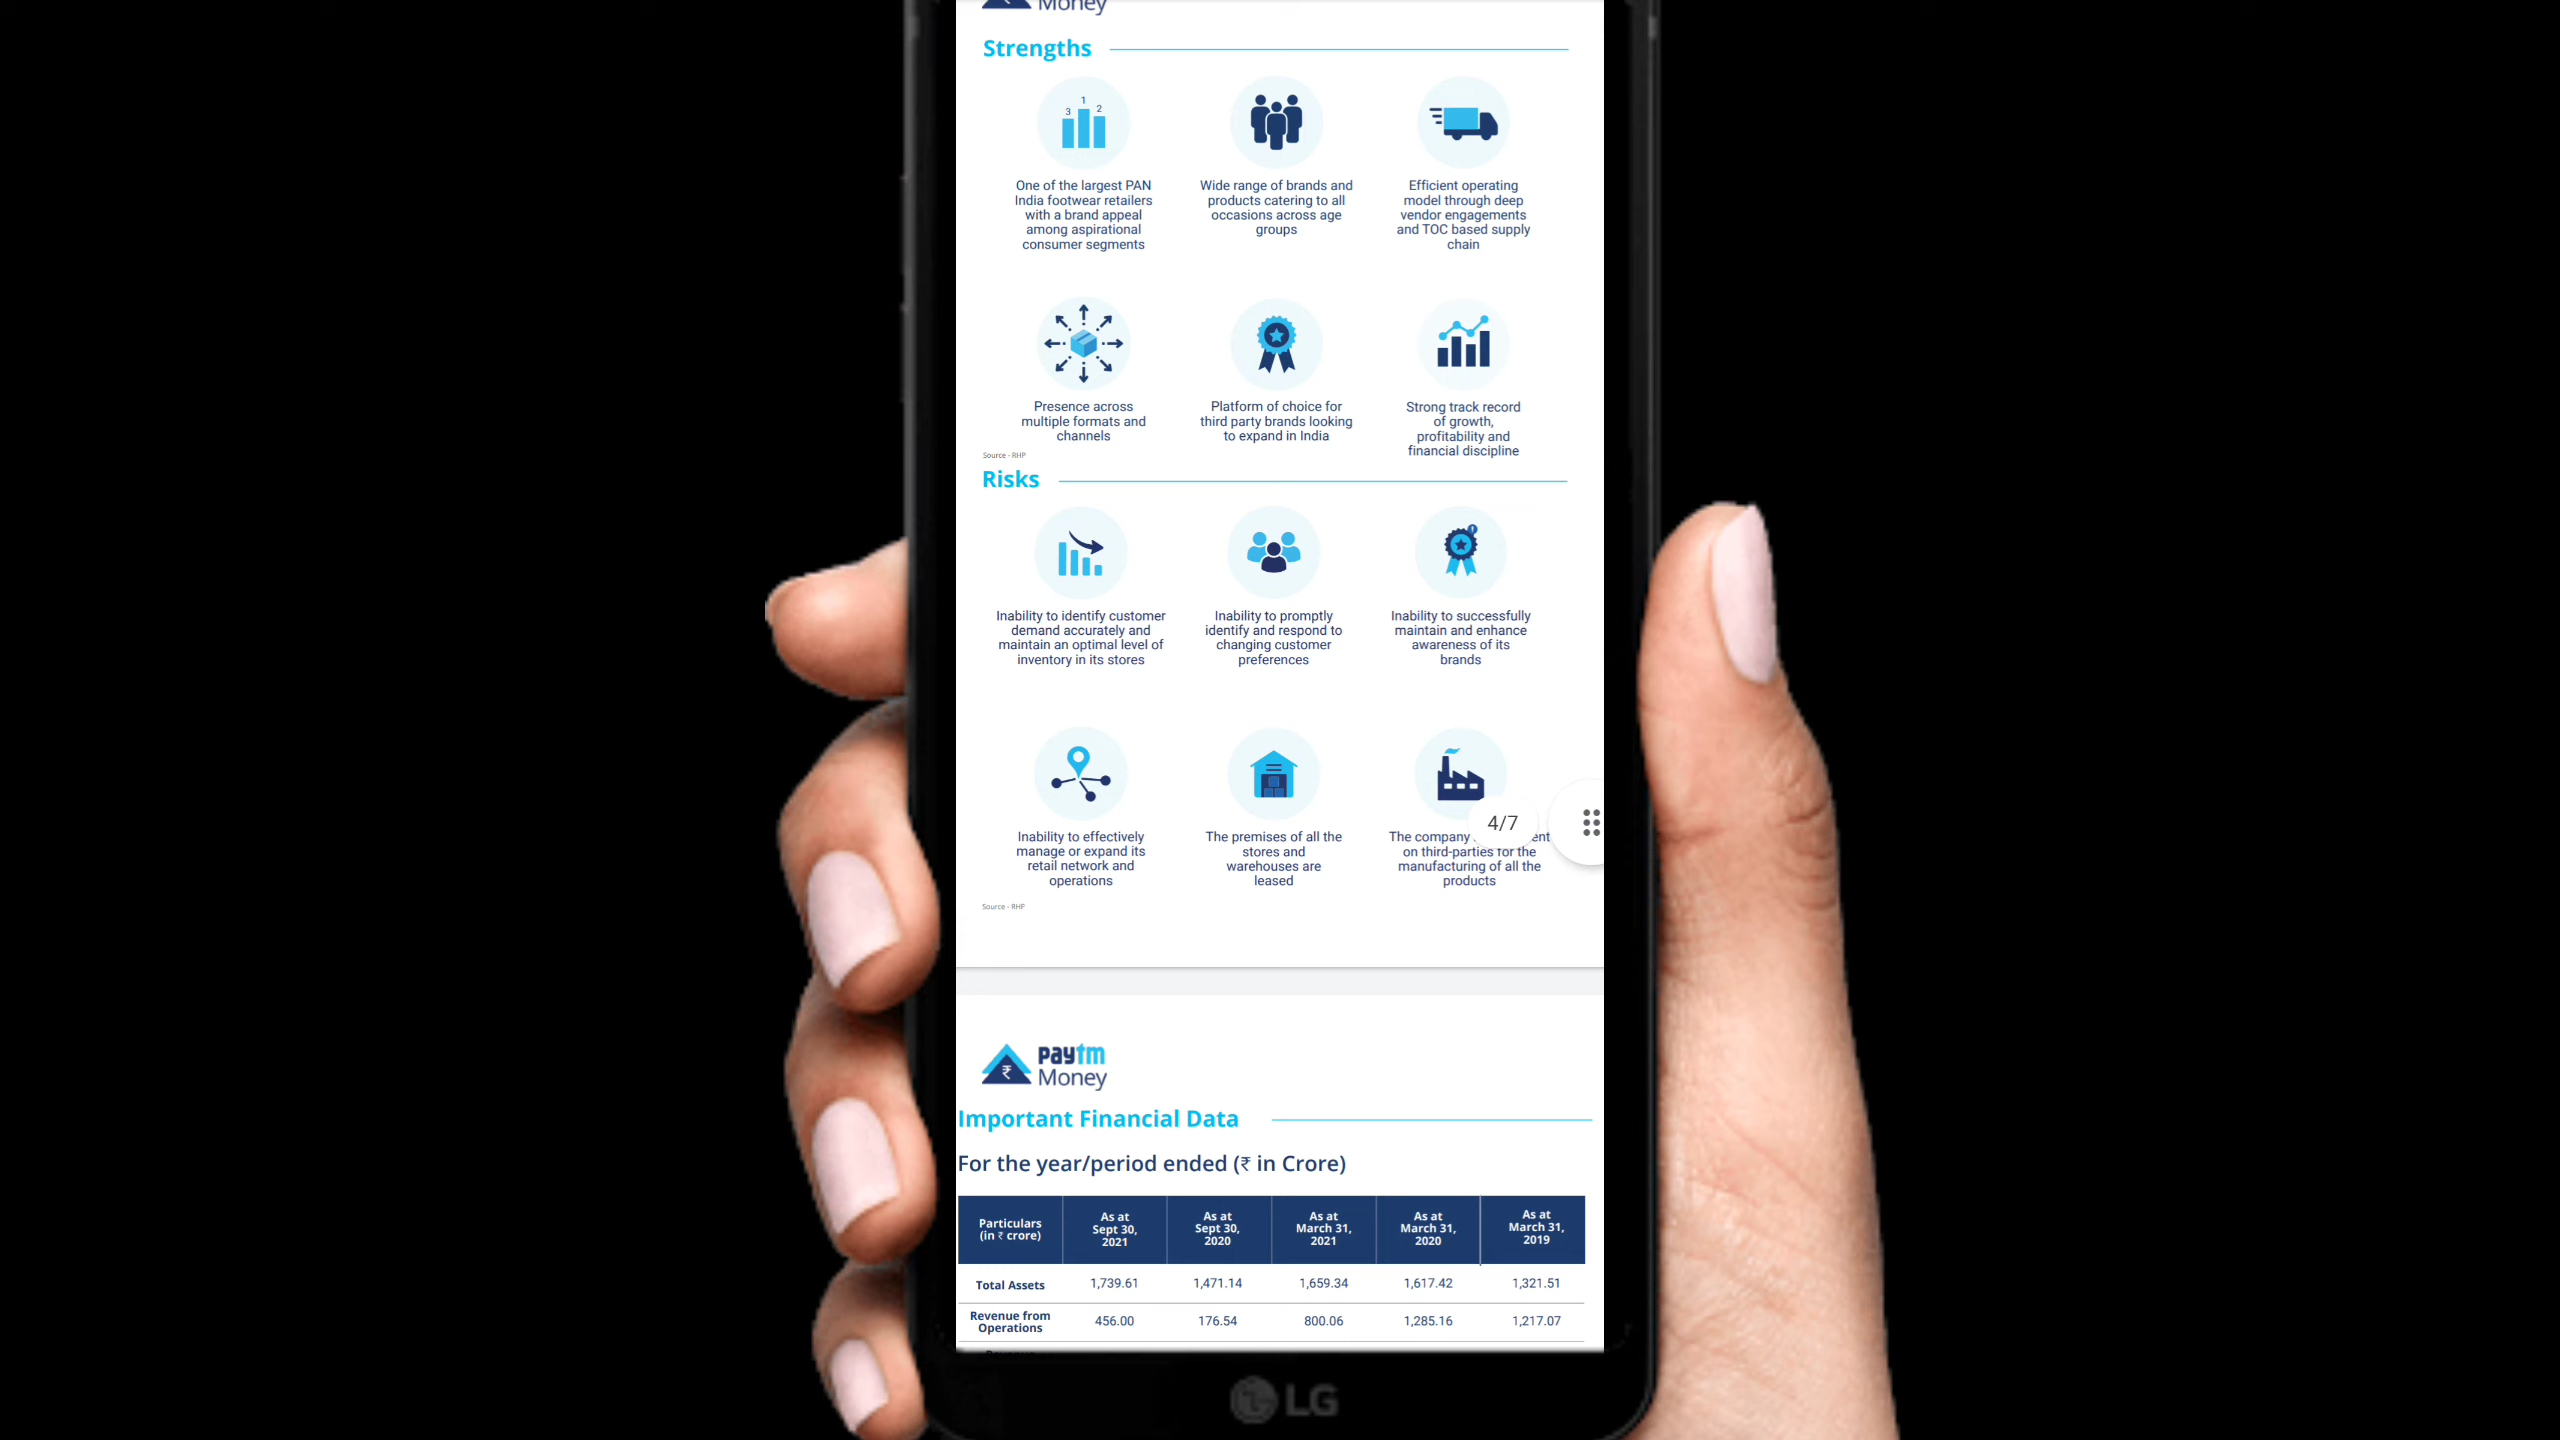 Money
Strengths
3 1 2
One of the largest PAN
India footwear retailers
with a brand appeal
among aspirational
consumer segments
Wide range of brands and
products catering to all
occasions across age
groups
Efficient operating
model through deep
vendor engagements
and TOC based supply
chain
Presence across
multiple formats and
channels
Platform of choice for
third party brands looking
to expand in India
Strong track record
of growth,
profitability and
financial discipline
Source - RHP
Risks
Inability to identify customer
demand accurately and
maintain an optimal level of
inventory in its stores
Inability to promptly
identify and respond to
changing customer
preferences
Inability to successfully
maintain and enhance
awareness of its
brands
Inability to effectively
manage or expand its
retail network and
operations
The premises of all the
stores and
warehouses are
leased
4/7
The company
on third-parties for the
manufacturing of all the
products
Source - RHP
paytm
₹ Money
Important Financial Data
For the year/period ended (₹ in Crore)
Particulars
(in ₹ crore)
As at
Sept 30,
2021
As at
Sept 30,
2020
As at
March 31,
2021
As at
March 31,
2020
As at
March 31,
2019
Total Assets 1,739.61 1,471.14 1,659.34 1,617.42 1,321.51
Revenue from
Operations 456.00 176.54 800.06 1,285.16 1,217.07
LG